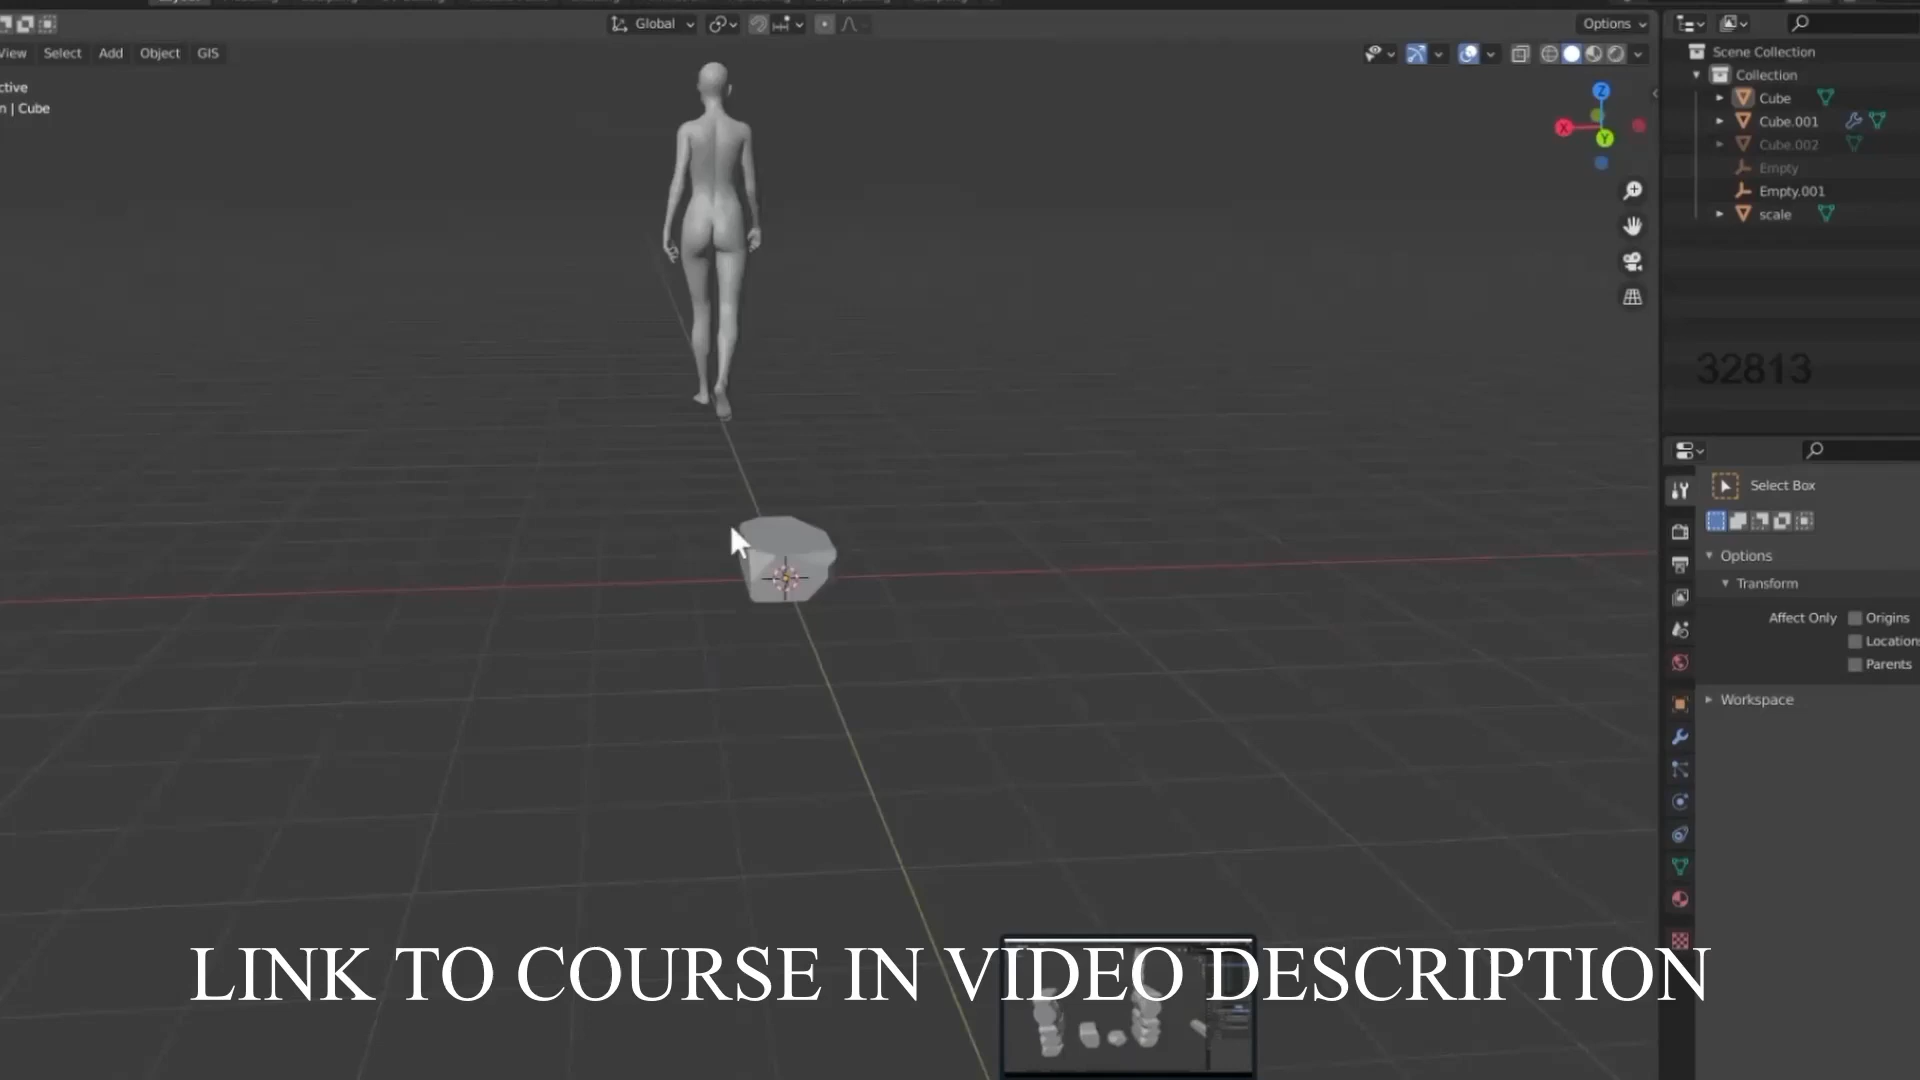 Global
Options
View Select Add Object GIS
ctive
n | Cube
Z
X
Y
Scene Collection
Collection
Cube
Cube.001
Cube.002
Empty
Empty.001
scale
32813
Select Box
Options
Transform
Affect Only Origins
Locations
Parents
Workspace
LINK TO COURSE IN VIDEO DESCRIPTION